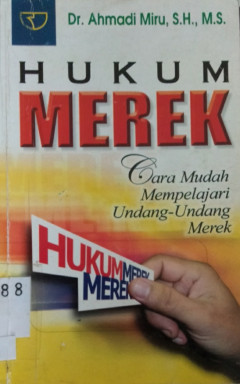 Dr. Ahmadi Miru, S.H., M.S.
HUKUM
MEREK
Cara Mudah
Mempelajari
Undang-Undang
Merek
HUKUM MEREK
MEREK
88